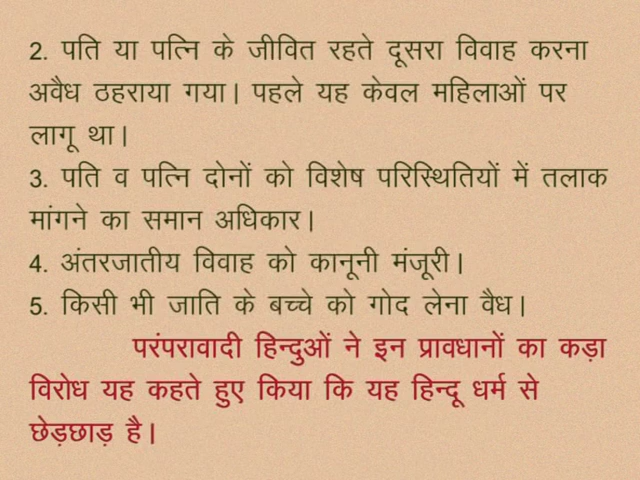 2. पति या पत्नि के जीवित रहते दूसरा विवाह करना
अवैध ठहराया गया। पहले यह केवल महिलाओं पर
लागू था।
3. पति व पत्नि दोनों को विशेष परिस्थितियों में तलाक
मांगने का समान अधिकार।
4. अंतरजातीय विवाह को कानूनी मंजूरी।
5. किसी भी जाति के बच्चे को गोद लेना वैध।
परंपरावादी हिन्दुओं ने इन प्रावधानों का कड़ा
विरोध यह कहते हुए किया कि यह हिन्दू धर्म से
छेड़छाड़ है।